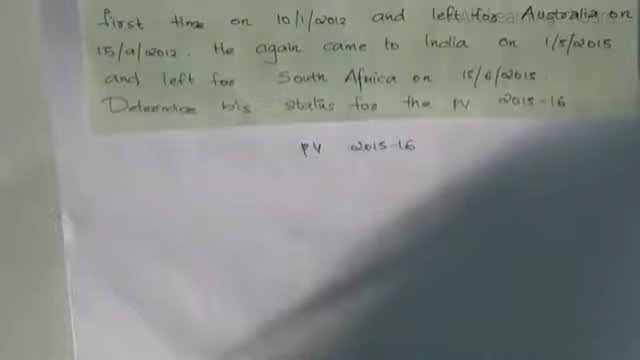 first time on 10/1/2012 and left for Australia on
15/9/2012. He again came to India on 1/5/2015
and left for South Africa on 15/6/2015.
Determine his status for the PY 2015-16
PY 2015-16